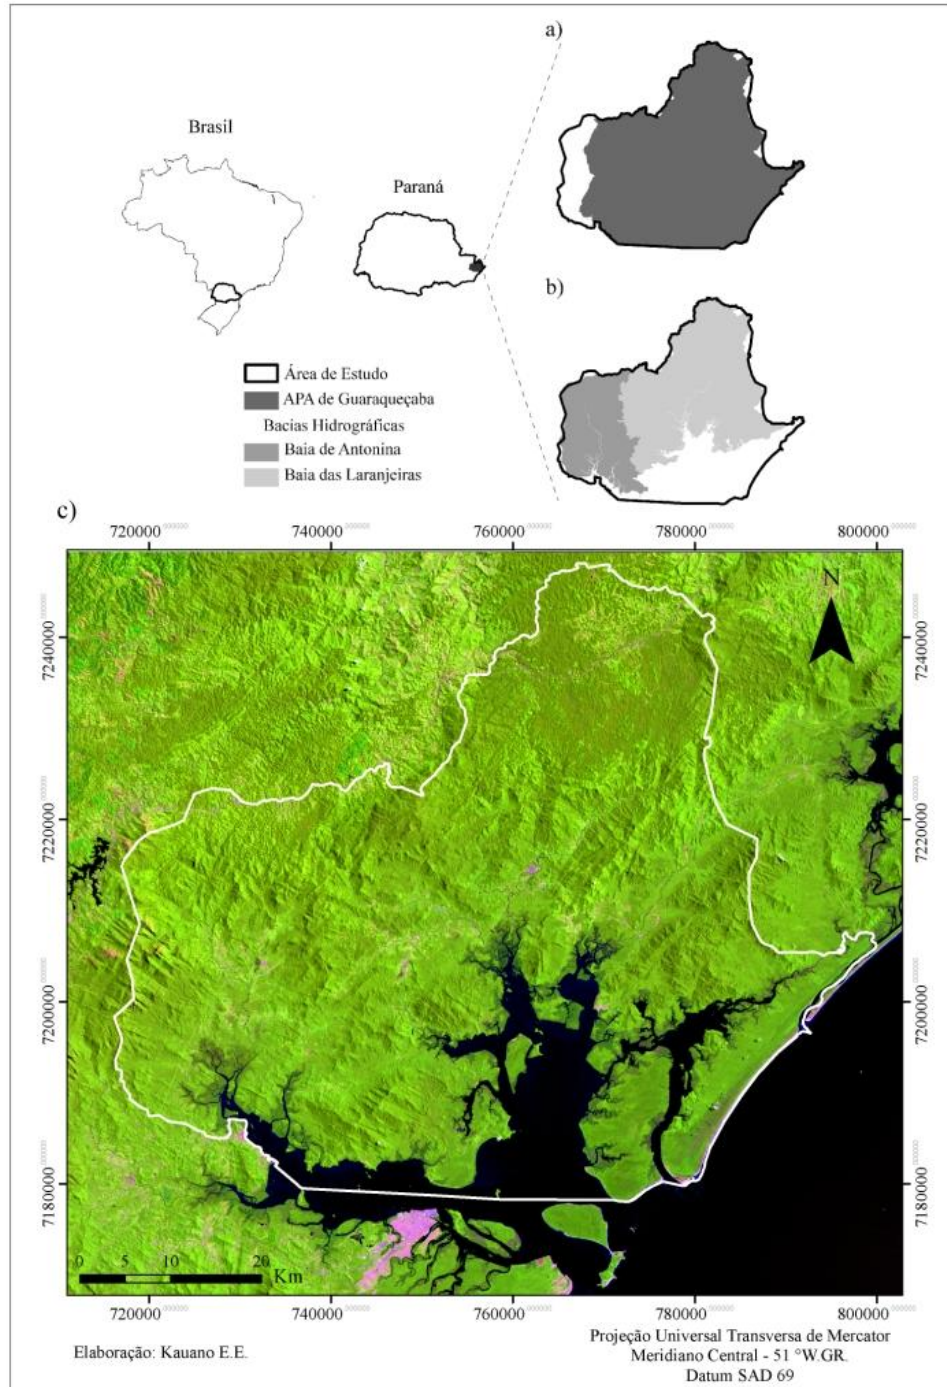 a)
Brasil
Paraná
b)
Área de Estudo
APA de Guaraqueçaba
Bacias Hidrográficas
Baia de Antonina
Baia das Laranjeiras
c)
720000 740000 760000 780000 800000
N
7240000 7240000
7220000 7220000
7200000 7200000
7180000 7180000
0 5 10 20
Km
720000 740000 760000 780000 800000
Elaboração: Kauano E.E.
Projeção Universal Transversa de Mercator
Meridiano Central - 51 °W.GR.
Datum SAD 69